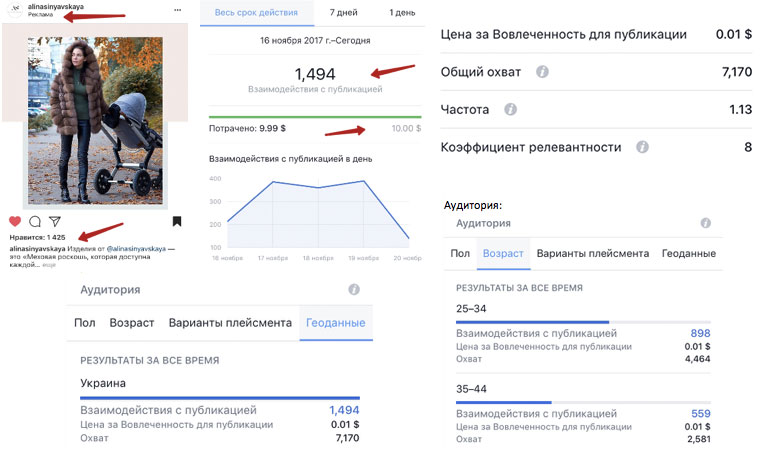 alinasinyavskaya
Реклама
Нравится: 1 425
alinasinyavskaya Изделия от @alinasinyavskaya —
это «Меховая роскошь, которая доступна
каждой... еще
Весь срок действия 7 дней 1 день
16 ноября 2017 г.–Сегодня
1,494
Взаимодействия с публикацией
Потрачено: 9.99 $ 10.00 $
Взаимодействия с публикацией в день
400
300
200
100
16 ноября 17 ноября 18 ноября 19 ноября 20 ноября
Цена за Вовлеченность для публикации 0.01 $
Общий охват 7,170
Частота 1.13
Коэффициент релевантности 8
Аудитория:
Аудитория
Пол Возраст Варианты плейсмента Геоданные
РЕЗУЛЬТАТЫ ЗА ВСЕ ВРЕМЯ
25–34
Взаимодействия с публикацией 898
Цена за Вовлеченность для публикации 0.01 $
Охват 4,464
35–44
Взаимодействия с публикацией 559
Цена за Вовлеченность для публикации 0.01 $
Охват 2,581
Аудитория
Пол Возраст Варианты плейсмента Геоданные
РЕЗУЛЬТАТЫ ЗА ВСЕ ВРЕМЯ
Украина
Взаимодействия с публикацией 1,494
Цена за Вовлеченность для публикации 0.01 $
Охват 7,170